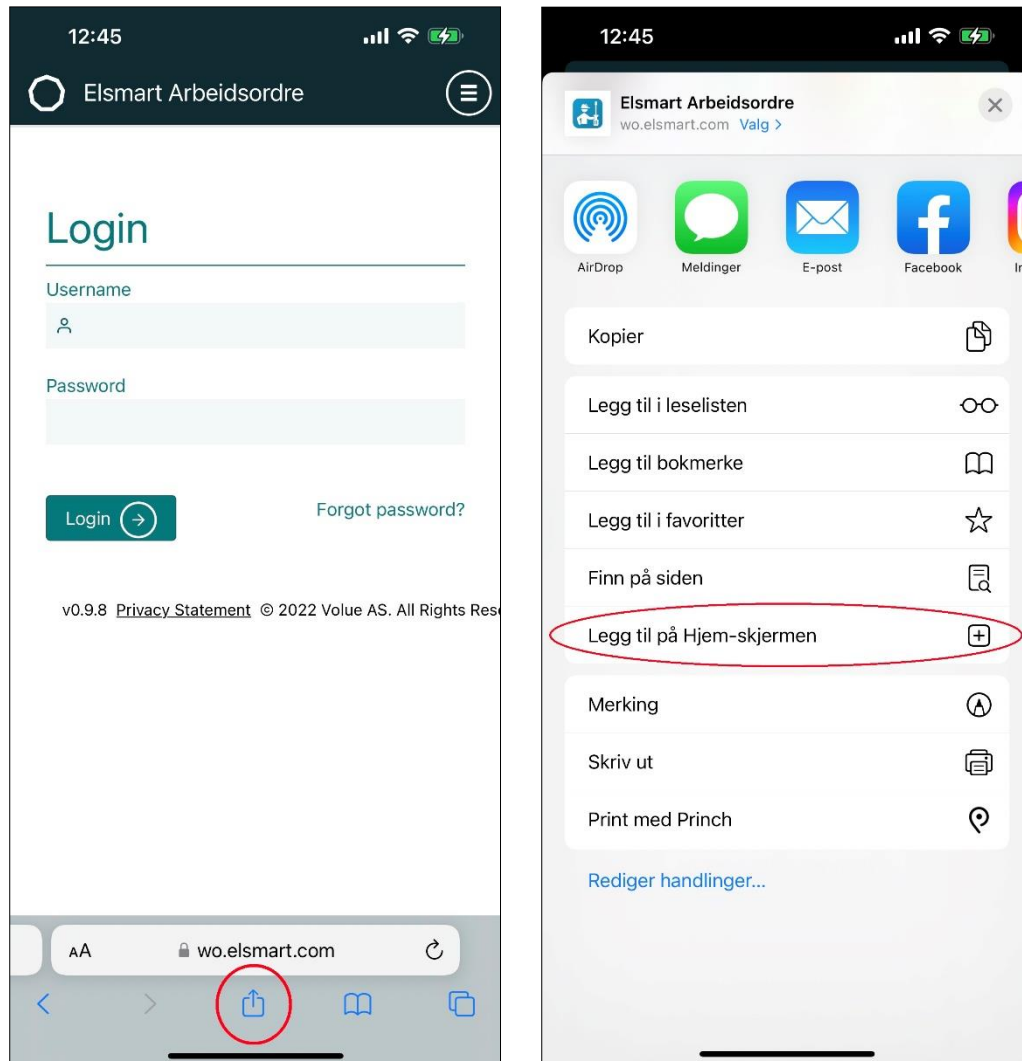 12:45
Elsmart Arbeidsordre
Login
Username
Password
Login
Forgot password?
v0.9.8 Privacy Statement © 2022 Volue AS. All Rights Rese
AA wo.elsmart.com
12:45
Elsmart Arbeidsordre
wo.elsmart.com Valg >
AirDrop Meldinger E-post Facebook In
Kopier
Legg til i leselisten
Legg til bokmerke
Legg til i favoritter
Finn på siden
Legg til på Hjem-skjermen
Merking
Skriv ut
Print med Princh
Rediger handlinger...